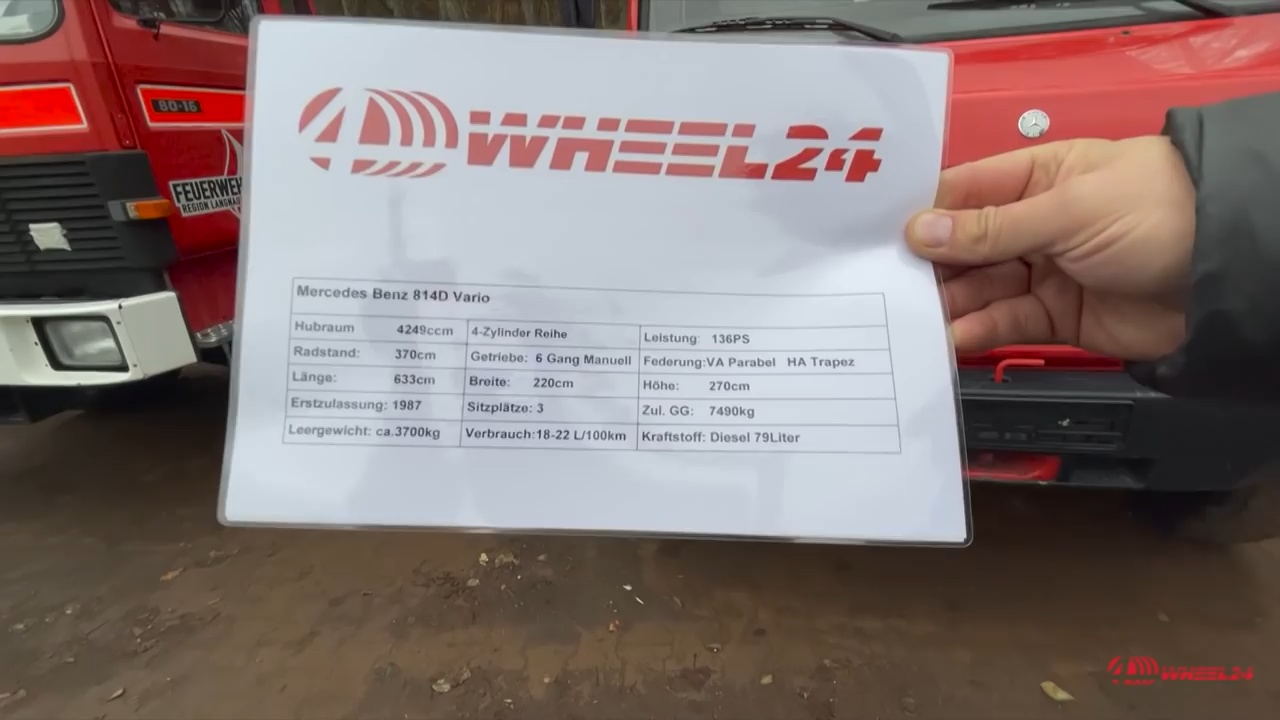 80-16
FEUERWEHR
REGION LANGNAU
4WHEEL24
Mercedes Benz 814D Vario
Hubraum 4249ccm 4-Zylinder Reihe Leistung: 136PS
Radstand: 370cm Getriebe: 6 Gang Manuell Federung:VA Parabel HA Trapez
Länge: 633cm Breite: 220cm Höhe: 270cm
Erstzulassung: 1987 Sitzplätze: 3 Zul. GG: 7490kg
Leergewicht: ca.3700kg Verbrauch:18-22 L/100km Kraftstoff: Diesel 79Liter
4WHEEL24